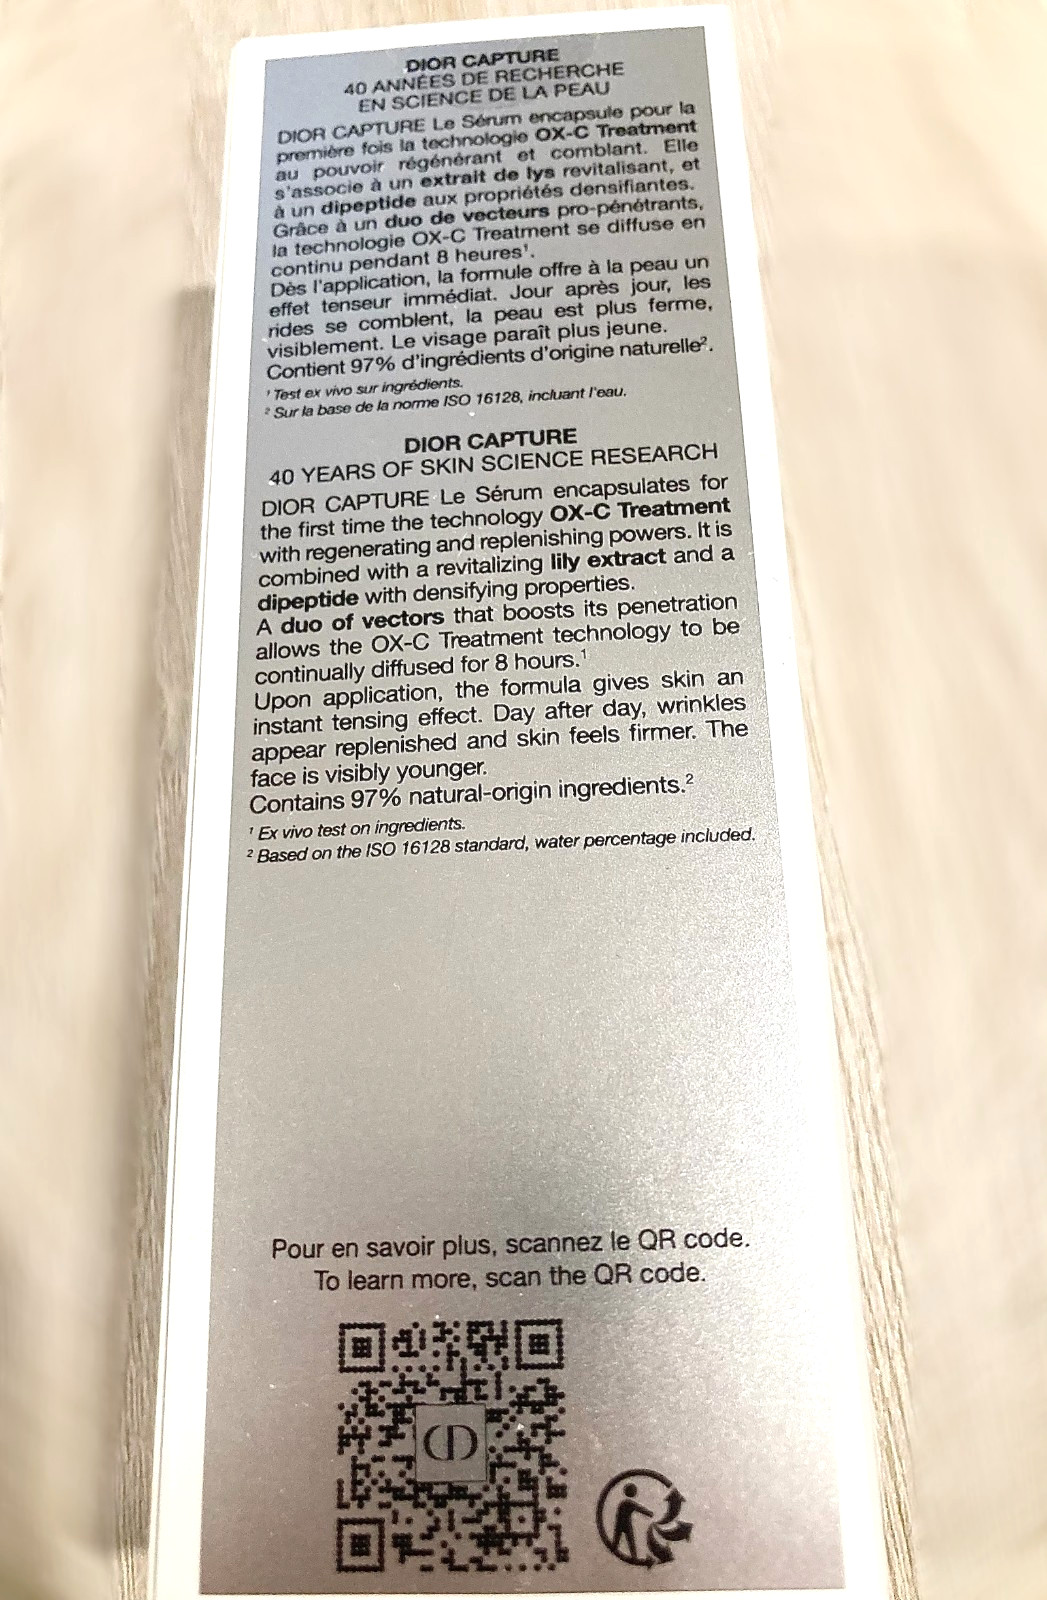 DIOR CAPTURE
40 ANNÉES DE RECHERCHE
EN SCIENCE DE LA PEAU
DIOR CAPTURE Le Sérum encapsule pour la
première fois la technologie OX-C Treatment
au pouvoir régénérant et comblant. Elle
s'associe à un extrait de lys revitalisant, et
à un dipeptide aux propriétés densifiantes.
Grâce à un duo de vecteurs pro-pénétrants,
la technologie OX-C Treatment se diffuse en
continu pendant 8 heures¹.
Dès l'application, la formule offre à la peau un
effet tenseur immédiat. Jour après jour, les
rides se comblent, la peau est plus ferme,
visiblement. Le visage paraît plus jeune.
Contient 97% d'ingrédients d'origine naturelle².
¹ Test ex vivo sur ingrédients.
² Sur la base de la norme ISO 16128, incluant l'eau.
DIOR CAPTURE
40 YEARS OF SKIN SCIENCE RESEARCH
DIOR CAPTURE Le Sérum encapsulates for
the first time the technology OX-C Treatment
with regenerating and replenishing powers. It is
combined with a revitalizing lily extract and a
dipeptide with densifying properties.
A duo of vectors that boosts its penetration
allows the OX-C Treatment technology to be
continually diffused for 8 hours.¹
Upon application, the formula gives skin an
instant tensing effect. Day after day, wrinkles
appear replenished and skin feels firmer. The
face is visibly younger.
Contains 97% natural-origin ingredients.²
¹ Ex vivo test on ingredients.
² Based on the ISO 16128 standard, water percentage included.
Pour en savoir plus, scannez le QR code.
To learn more, scan the QR code.
CD